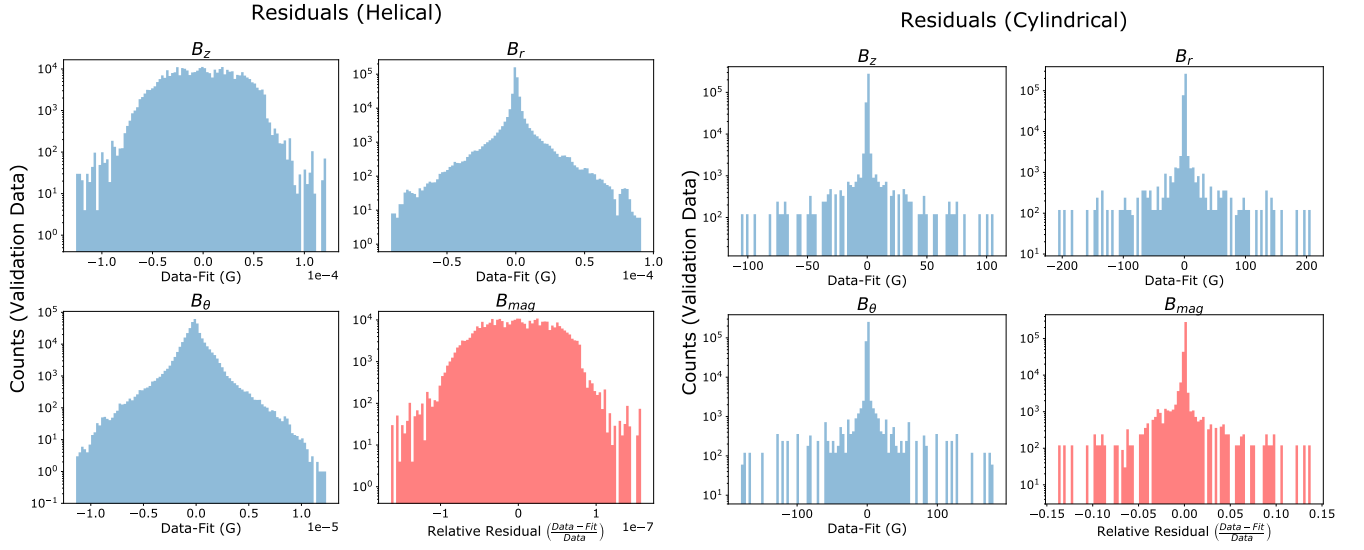 Residuals (Helical)
B_z
10^4
10^3
10^2
10^1
10^0
−1.0 −0.5 0.0 0.5 1.0
Data-Fit (G) 1e−4
B_r
10^5
10^4
10^3
10^2
10^1
10^0
−0.5 0.0 0.5 1.0
Data-Fit (G) 1e−4
Counts (Validation Data)
B_θ
10^5
10^4
10^3
10^2
10^1
10^0
10^−1
−1.0 −0.5 0.0 0.5 1.0
Data-Fit (G) 1e−5
B_mag
10^4
10^3
10^2
10^1
10^0
−1 0 1
Relative Residual (Data−Fit/Data) 1e−7
Residuals (Cylindrical)
B_z
10^5
10^4
10^3
10^2
−100 −50 0 50 100
Data-Fit (G)
B_r
10^5
10^4
10^3
10^2
10^1
−200 −100 0 100 200
Data-Fit (G)
Counts (Validation Data)
B_θ
10^5
10^4
10^3
10^2
10^1
−100 0 100
Data-Fit (G)
B_mag
10^5
10^4
10^3
10^2
10^1
−0.15 −0.10 −0.05 0.00 0.05 0.10 0.15
Relative Residual (Data−Fit/Data)